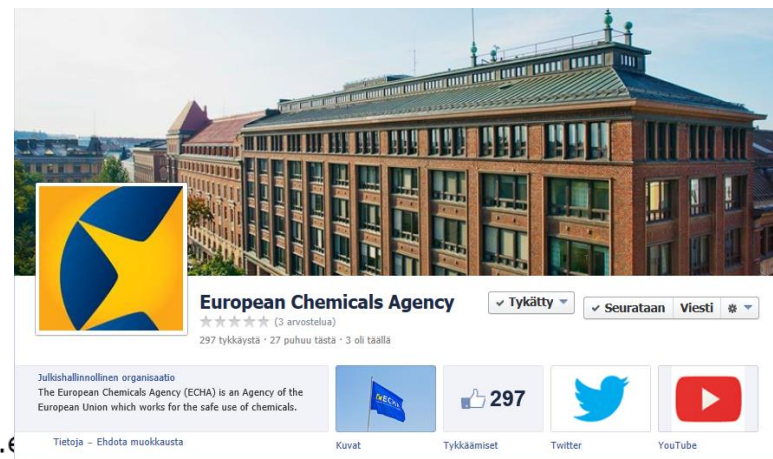 European Chemicals Agency
(3 arvostelua)
297 tykkäystä · 27 puhuu tästä · 3 oli täällä
✓ Tykätty
✓ Seurataan
Viesti
Julkishallinnollinen organisaatio
The European Chemicals Agency (ECHA) is an Agency of the
European Union which works for the safe use of chemicals.
Tietoja – Ehdota muokkausta
ECHA
297
Kuvat
Tykkäämiset
Twitter
YouTube